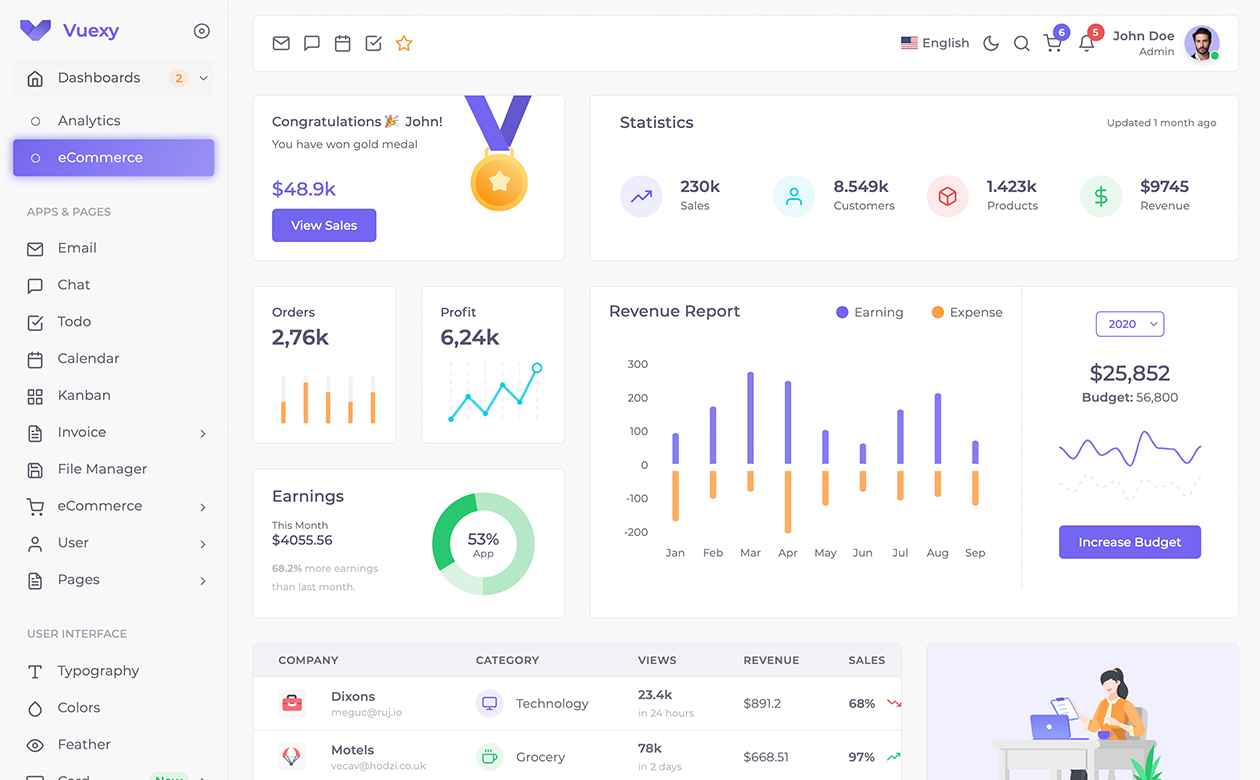 Vuexy
Dashboards 2
Analytics
eCommerce
APPS & PAGES
Email
Chat
Todo
Calendar
Kanban
Invoice
File Manager
eCommerce
User
Pages
USER INTERFACE
Typography
Colors
Feather
Card New
English
6
5
John Doe
Admin
Congratulations 🎉 John!
You have won gold medal
$48.9k
View Sales
Statistics
Updated 1 month ago
230k
Sales
8.549k
Customers
1.423k
Products
$9745
Revenue
Orders
2,76k
Profit
6,24k
Revenue Report
Earning
Expense
300
200
100
0
-100
-200
Jan Feb Mar Apr May Jun Jul Aug Sep
2020
$25,852
Budget: 56,800
Increase Budget
Earnings
This Month
$4055.56
68.2% more earnings
than last month.
53%
App
COMPANY CATEGORY VIEWS REVENUE SALES
Dixons
meguc@ruj.io
Technology
23.4k
in 24 hours
$891.2
68%
Motels
vecav@hodzi.co.uk
Grocery
78k
in 2 days
$668.51
97%